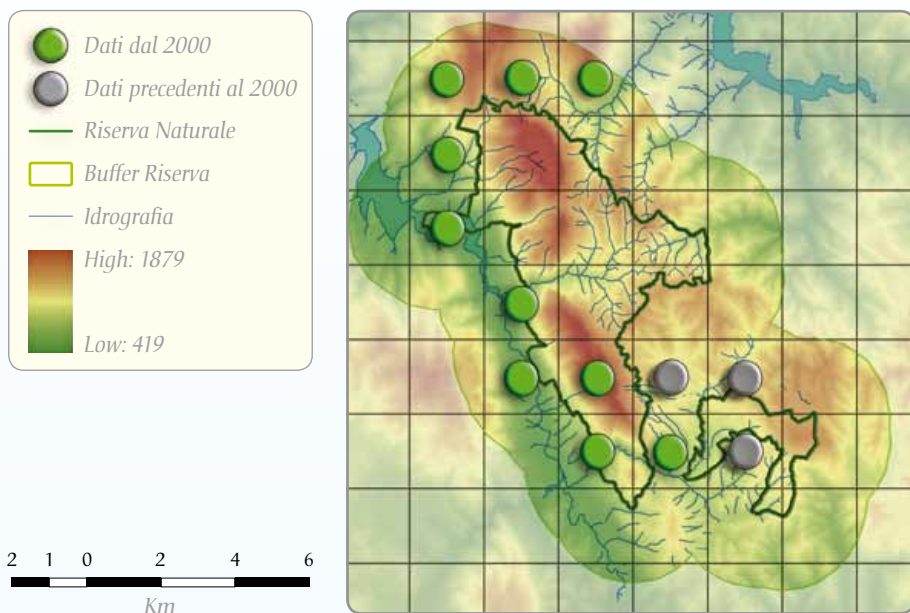 Dati dal 2000
Dati precedenti al 2000
Riserva Naturale
Buffer Riserva
Idrografia
High: 1879
Low: 419
2 1 0 2 4 6
Km